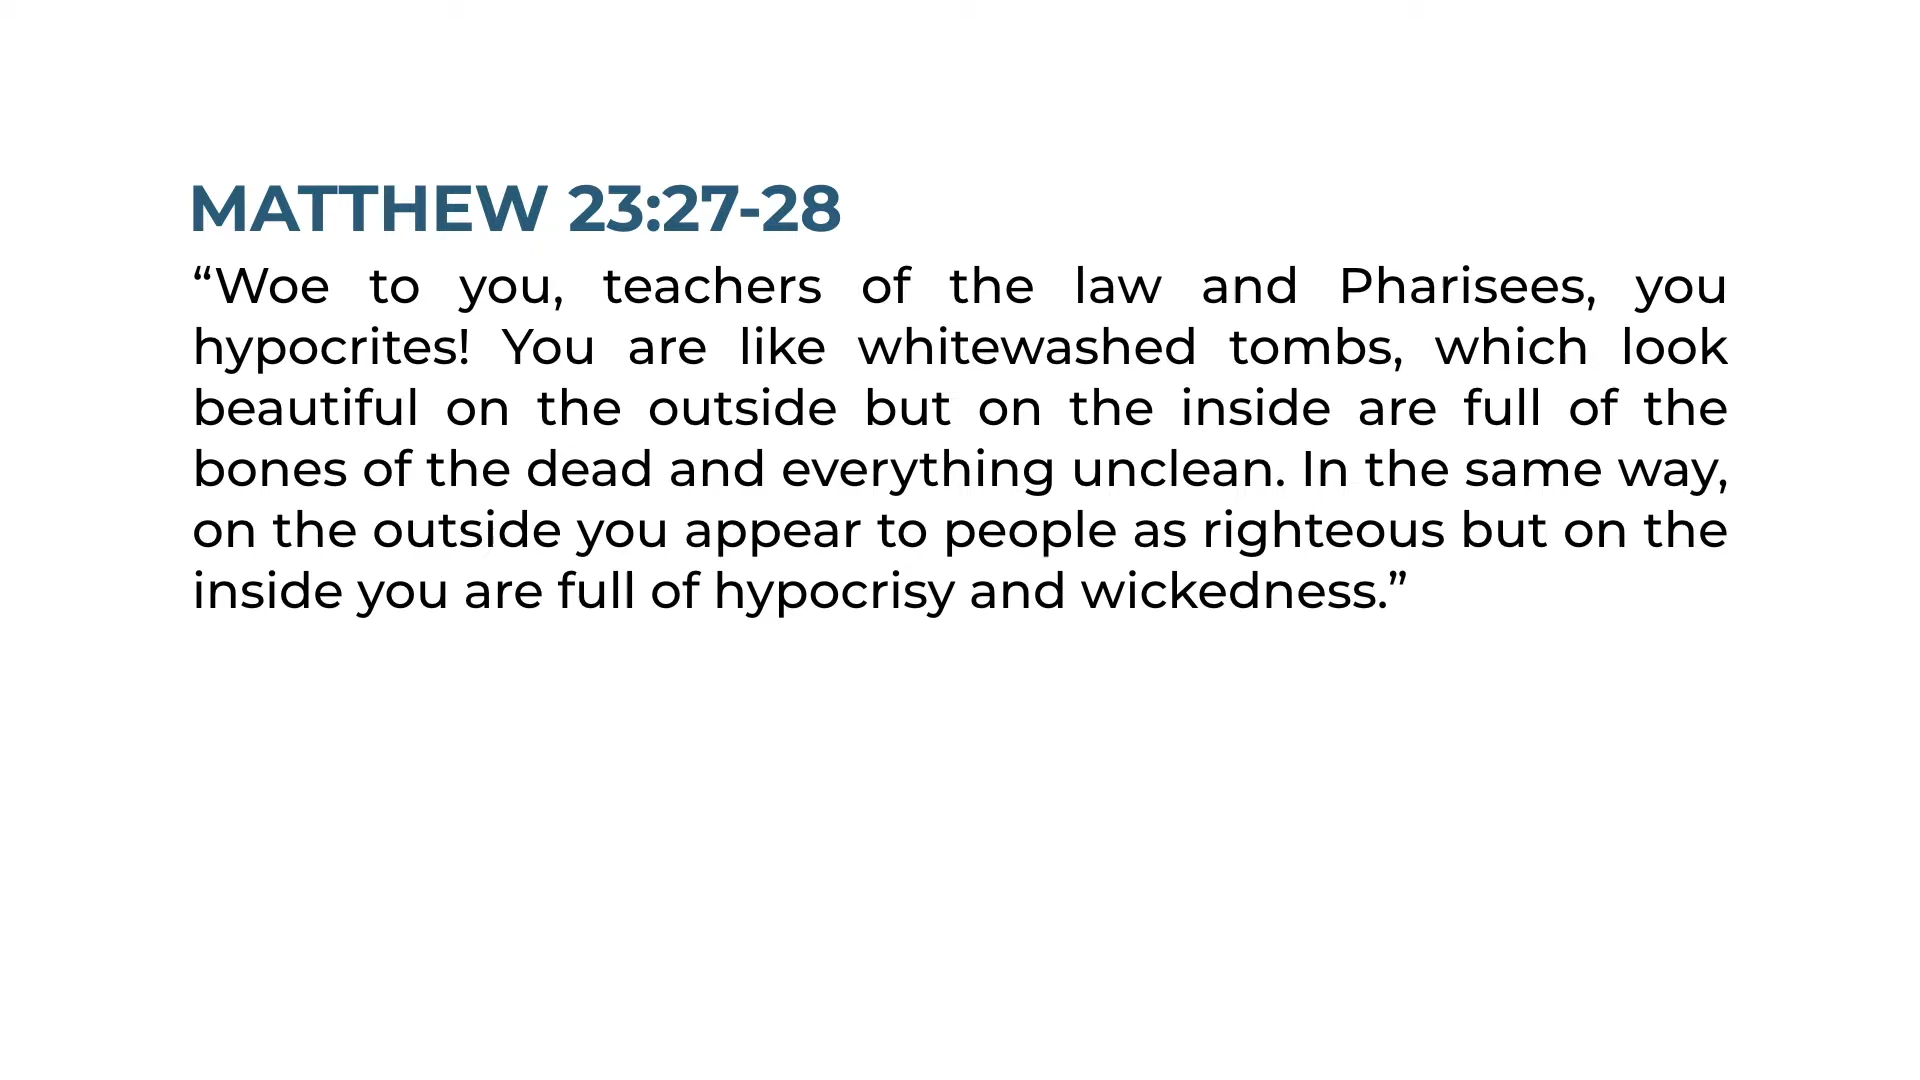 MATTHEW 23:27-28
“Woe to you, teachers of the law and Pharisees, you
hypocrites! You are like whitewashed tombs, which look
beautiful on the outside but on the inside are full of the
bones of the dead and everything unclean. In the same way,
on the outside you appear to people as righteous but on the
inside you are full of hypocrisy and wickedness.”